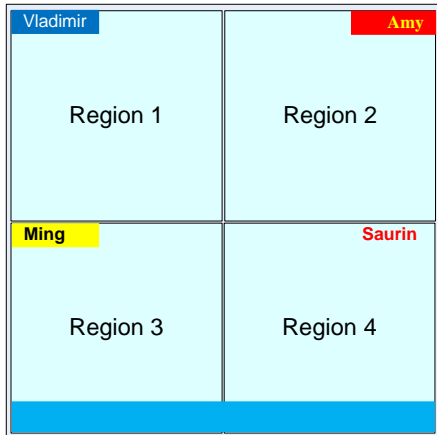 Vladimir
Amy
Region 1
Region 2
Ming
Saurin
Region 3
Region 4